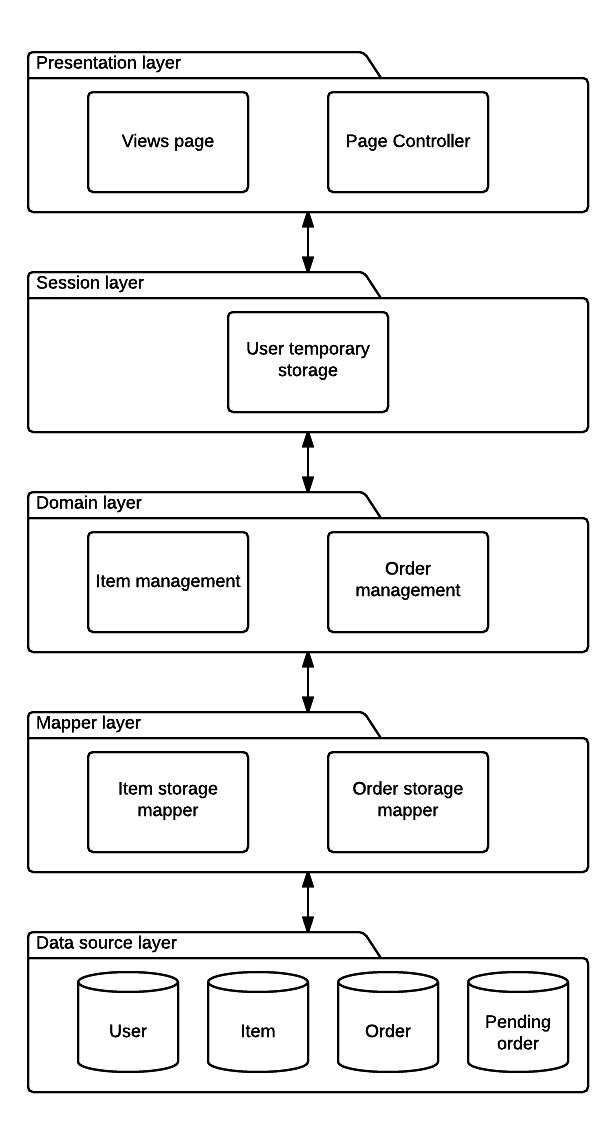 Presentation layer
Views page
Page Controller
Session layer
User temporary
storage
Domain layer
Item management
Order
management
Mapper layer
Item storage
mapper
Order storage
mapper
Data source layer
User
Item
Order
Pending
order